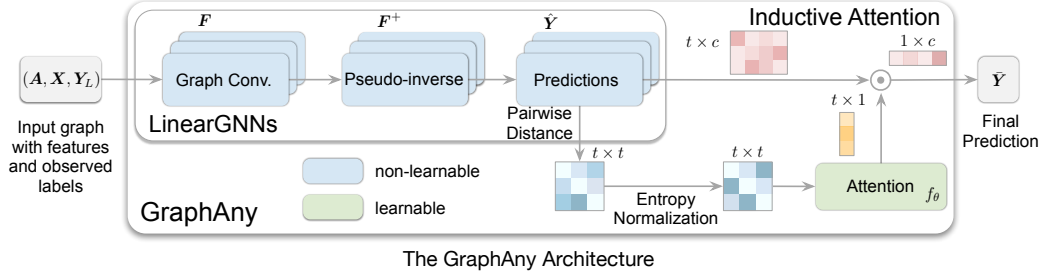 F
F⁺
Ŷ
Inductive Attention
t × c
1 × c
(A, X, Y_L)
Graph Conv.
Pseudo-inverse
Predictions
Ȳ
LinearGNNs
Pairwise
Distance
t × 1
Input graph
with features
and observed
labels
Final
Prediction
t × t
t × t
non-learnable
learnable
Entropy
Normalization
Attention
f_θ
GraphAny
The GraphAny Architecture